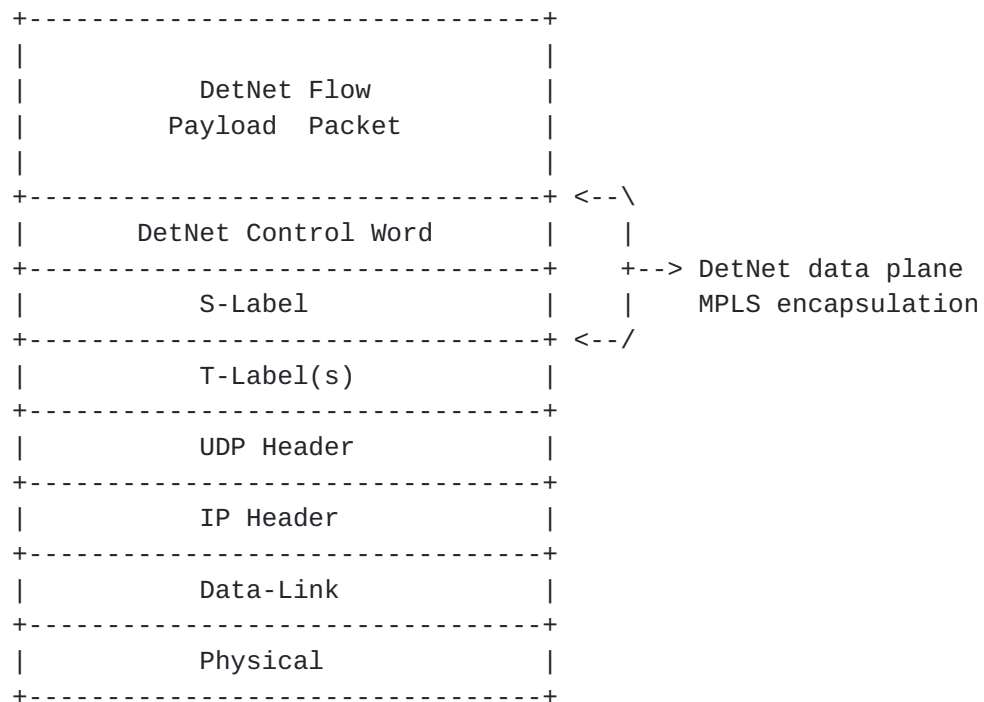 +---------------------------------+
|                                 |
|           DetNet Flow           |
|         Payload  Packet         |
|                                 |
+---------------------------------+ <--\
|       DetNet Control Word       |    |
+---------------------------------+    +--> DetNet data plane
|           S-Label               |    |    MPLS encapsulation
+---------------------------------+ <--/
|           T-Label(s)            |
+---------------------------------+
|           UDP Header            |
+---------------------------------+
|           IP Header             |
+---------------------------------+
|           Data-Link             |
+---------------------------------+
|           Physical              |
+---------------------------------+